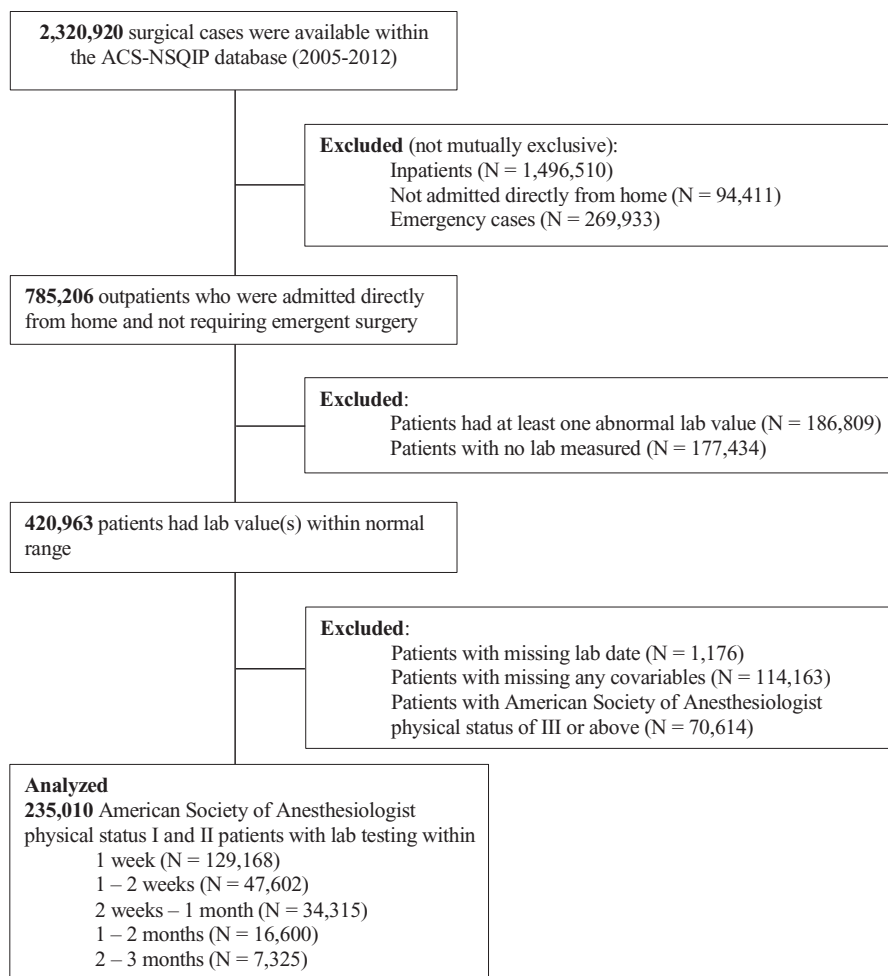 2,320,920 surgical cases were available within
the ACS-NSQIP database (2005-2012)
Excluded (not mutually exclusive):
Inpatients (N = 1,496,510)
Not admitted directly from home (N = 94,411)
Emergency cases (N = 269,933)
785,206 outpatients who were admitted directly
from home and not requiring emergent surgery
Excluded:
Patients had at least one abnormal lab value (N = 186,809)
Patients with no lab measured (N = 177,434)
420,963 patients had lab value(s) within normal
range
Excluded:
Patients with missing lab date (N = 1,176)
Patients with missing any covariables (N = 114,163)
Patients with American Society of Anesthesiologist
physical status of III or above (N = 70,614)
Analyzed
235,010 American Society of Anesthesiologist
physical status I and II patients with lab testing within
1 week (N = 129,168)
1 – 2 weeks (N = 47,602)
2 weeks – 1 month (N = 34,315)
1 – 2 months (N = 16,600)
2 – 3 months (N = 7,325)